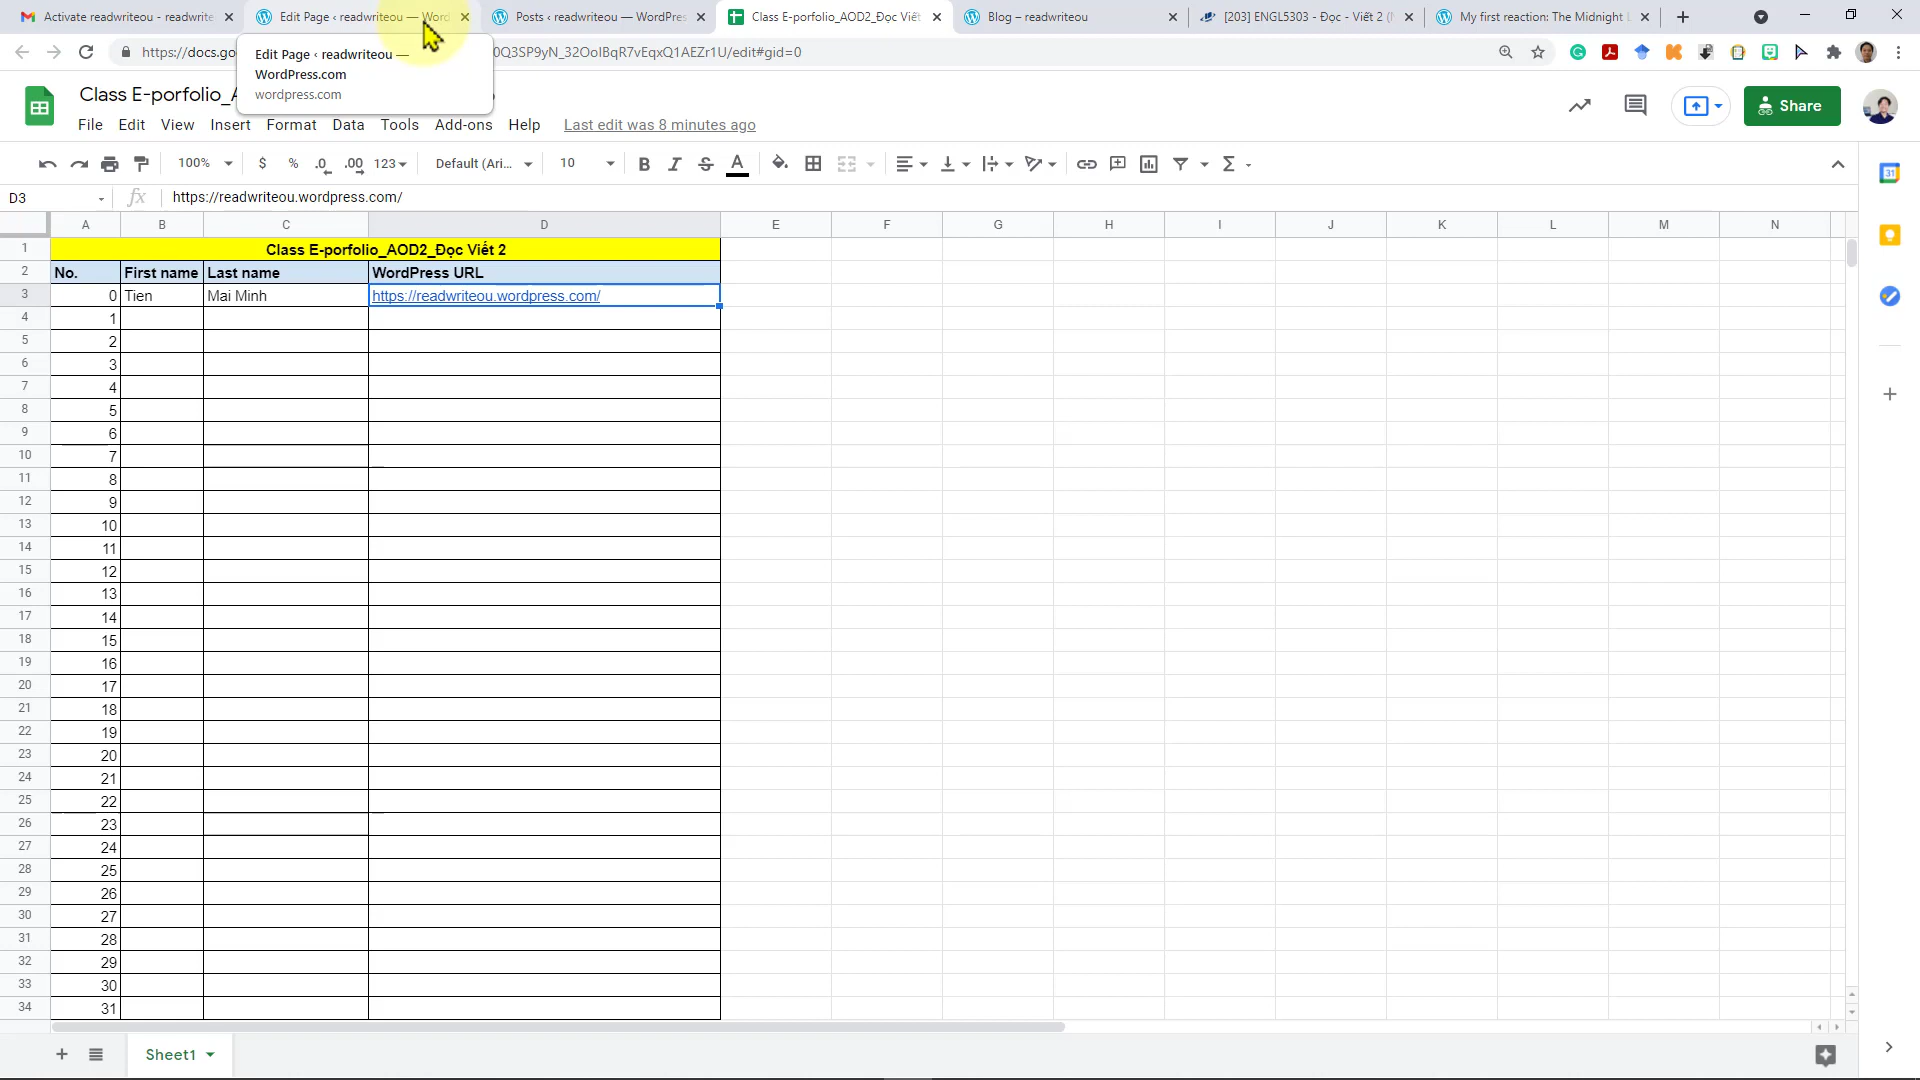 Activate readwriteou - readwrite
Edit Page ‹ readwriteou — Word
Posts ‹ readwriteou — WordPres
Class E-porfolio_AOD2_Đọc Viết
Blog – readwriteou
[203] ENGL5303 - Đọc - Viết 2 (
My first reaction: The Midnight L
https://docs.go
0Q3SP9yN_32OoIBqR7vEqxQ1AEZr1U/edit#gid=0
Edit Page ‹ readwriteou —
WordPress.com
wordpress.com
Class E-porfolio_A
File Edit View Insert Format Data Tools Add-ons Help Last edit was 8 minutes ago
Share
100% $ % .0 .00 123 Default (Ari... 10 B I S A Σ
31
D3 fx https://readwriteou.wordpress.com/
A B C D E F G H I J K L M N
1 Class E-porfolio_AOD2_Đọc Viết 2
2 No. First name Last name WordPress URL
3 0 Tien Mai Minh https://readwriteou.wordpress.com/
4 1
5 2
6 3
7 4
8 5
9 6
10 7
11 8
12 9
13 10
14 11
15 12
16 13
17 14
18 15
19 16
20 17
21 18
22 19
23 20
24 21
25 22
26 23
27 24
28 25
29 26
30 27
31 28
32 29
33 30
34 31
Sheet1